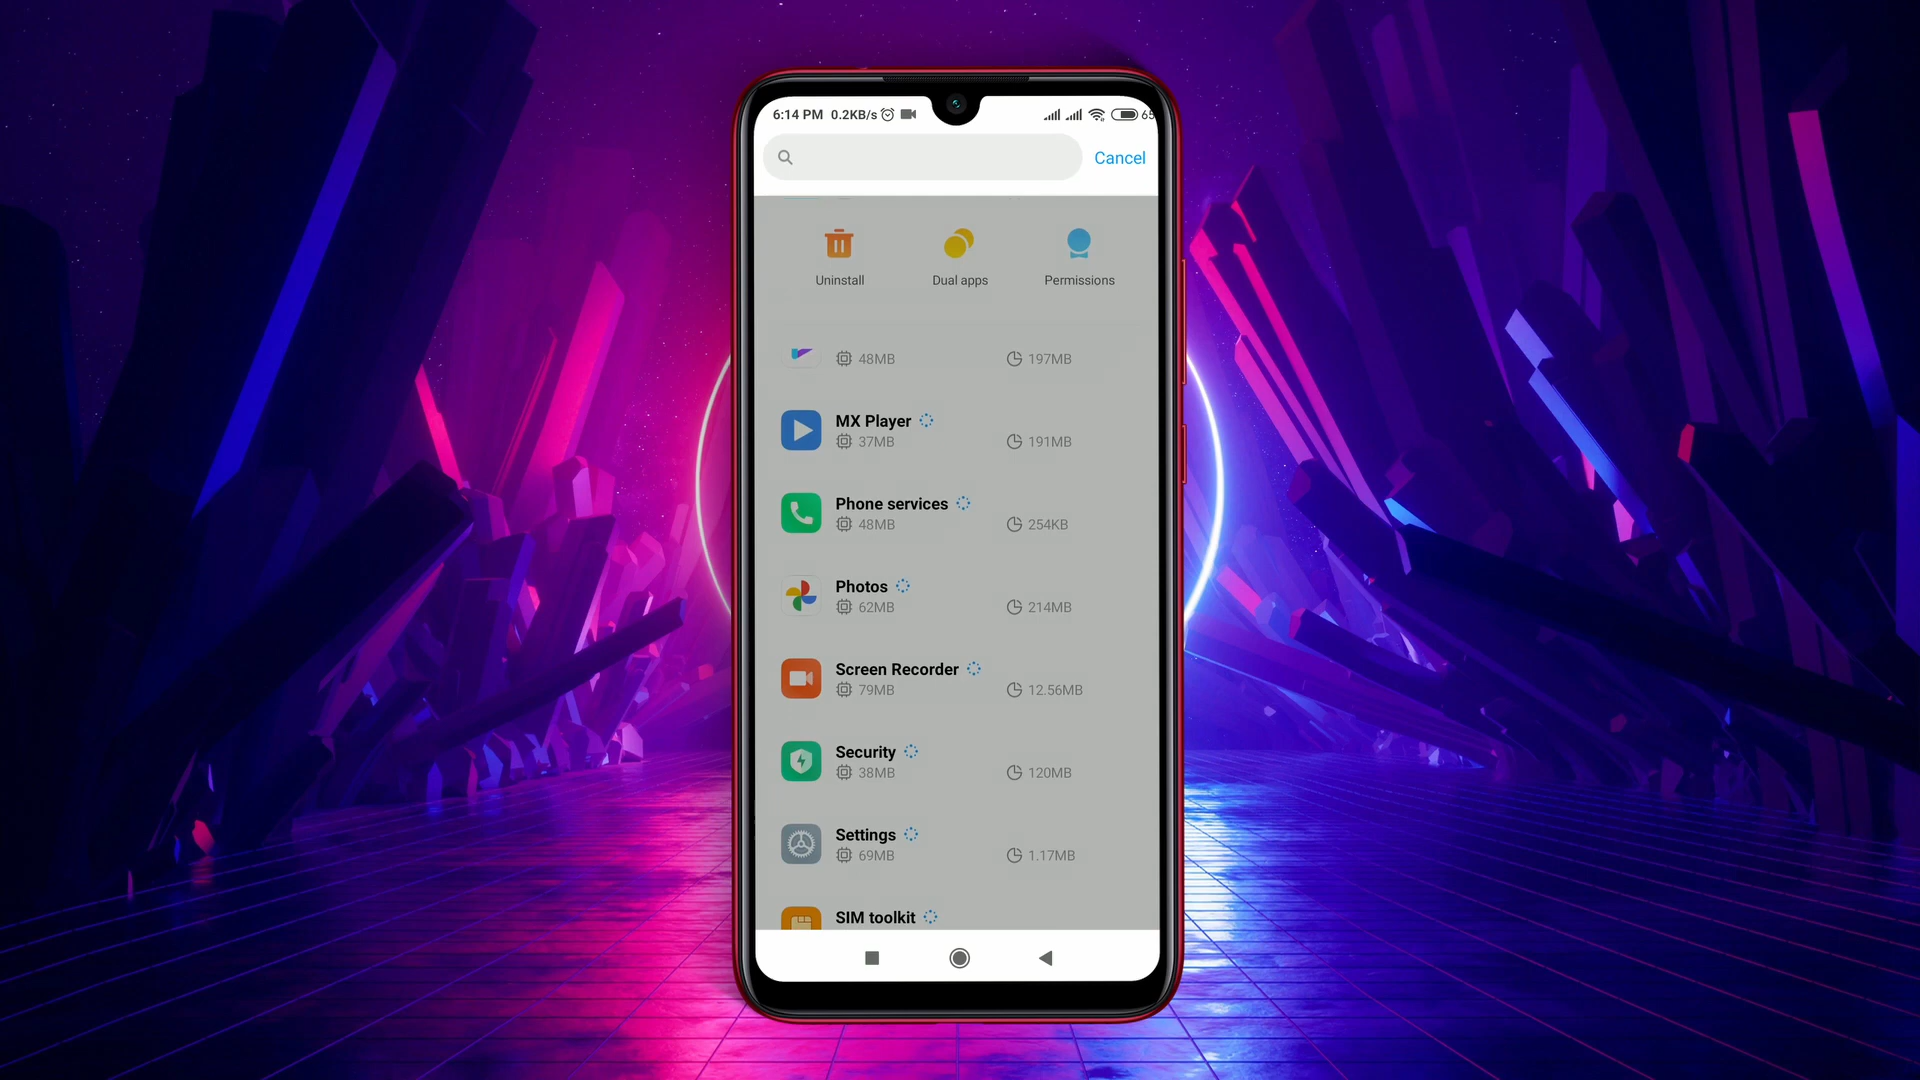 6:14 PM 0.2KB/s 65
Cancel
Uninstall Dual apps Permissions
48MB 197MB
MX Player
37MB 191MB
Phone services
48MB 254KB
Photos
62MB 214MB
Screen Recorder
79MB 12.56MB
Security
38MB 120MB
Settings
69MB 1.17MB
SIM toolkit